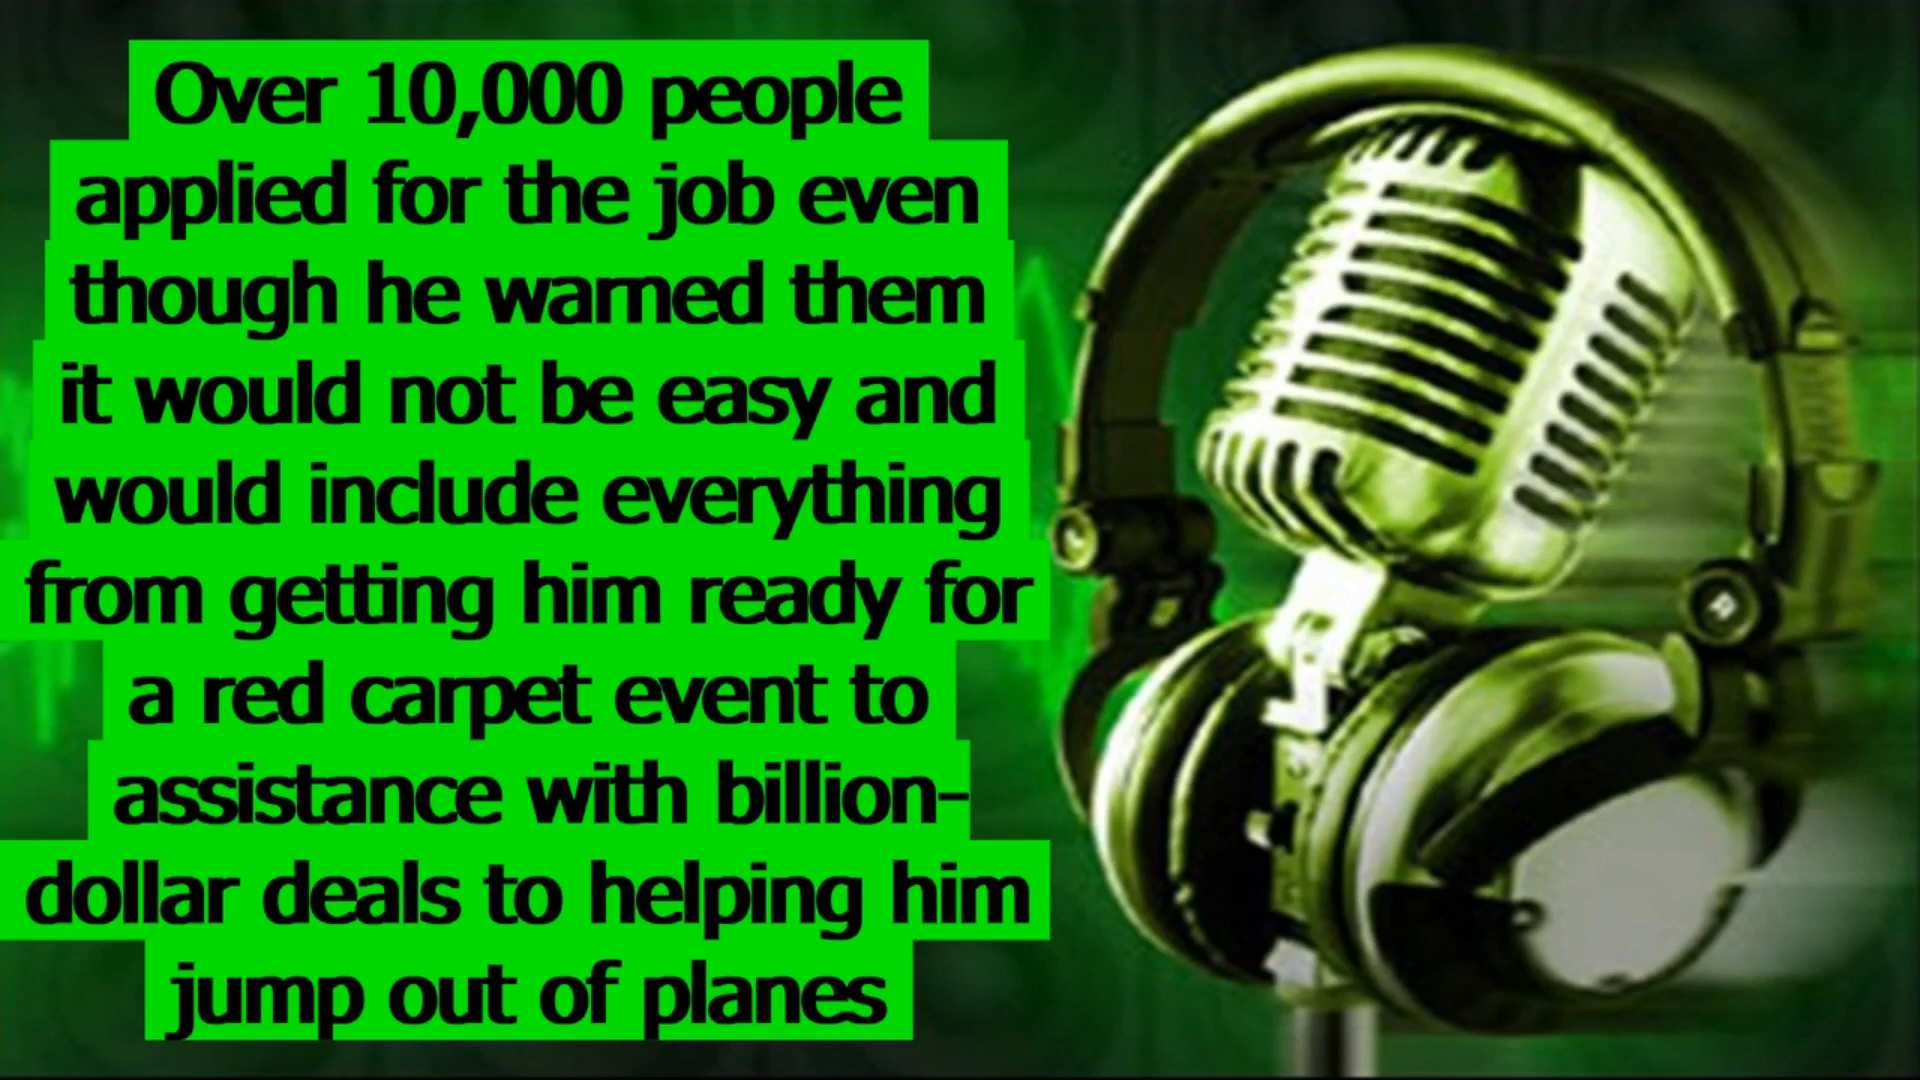 Over 10,000 people
applied for the job even
though he warned them
it would not be easy and
would include everything
from getting him ready for
a red carpet event to
assistance with billion-
dollar deals to helping him
jump out of planes